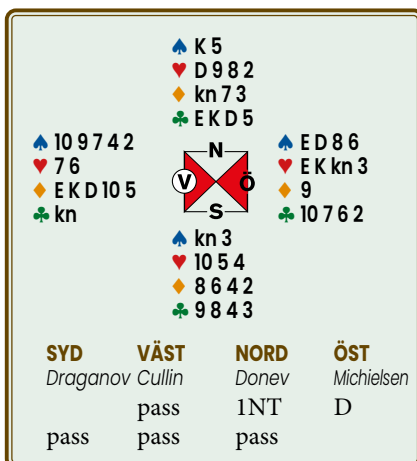 ♠ K 5
♥ D 9 8 2
♦ kn 7 3
♣ E K D 5
♠ 10 9 7 4 2
♥ 7 6
♦ E K D 10 5
♣ kn
N
V Ö
S
♠ E D 8 6
♥ E K kn 3
♦ 9
♣ 10 7 6 2
♠ kn 3
♥ 10 5 4
♦ 8 6 4 2
♣ 9 8 4 3
SYD VÄST NORD ÖST
Draganov Cullin Donev Michielsen
pass 1NT D
pass pass pass